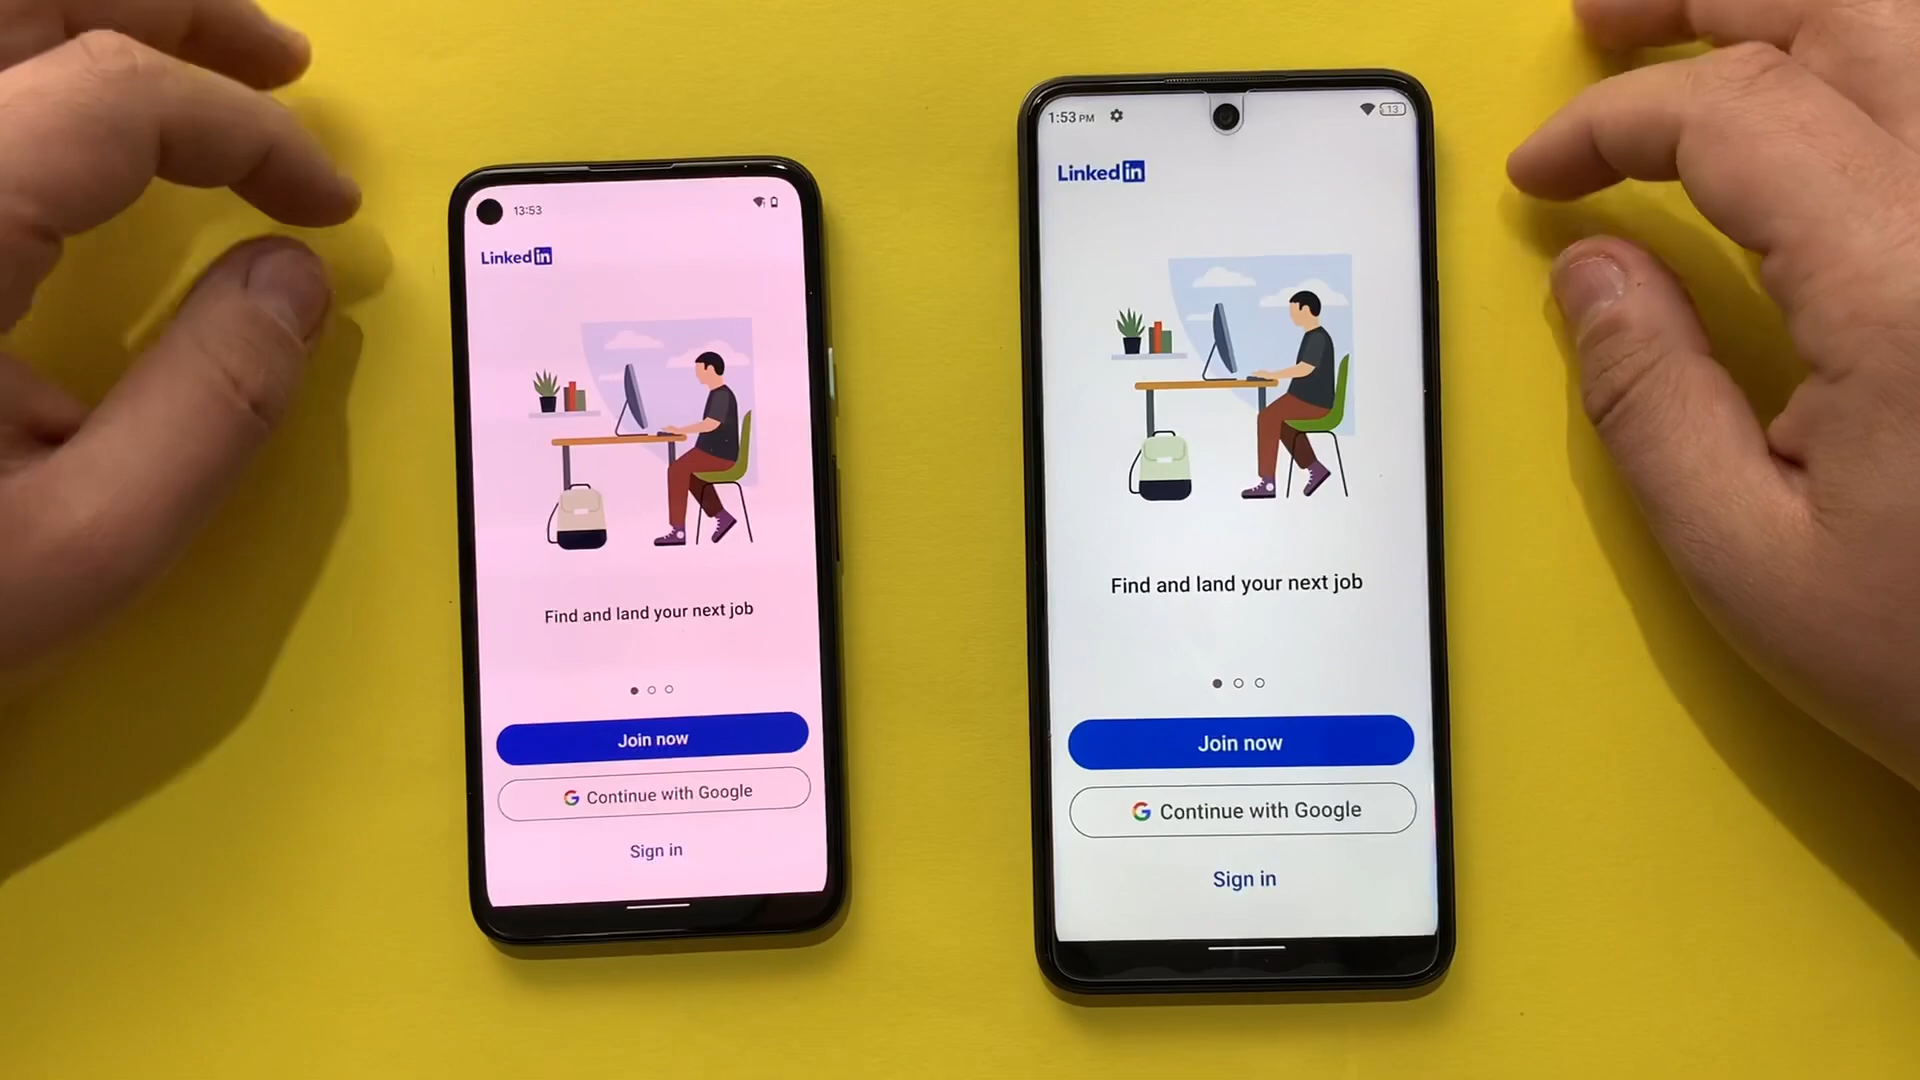 13:53
Linked in
Find and land your next job
Join now
Continue with Google
Sign in
1:53 PM
13
Linked in
Find and land your next job
Join now
Continue with Google
Sign in